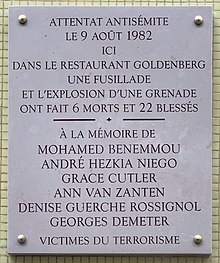 ATTENTAT ANTISÉMITE
LE 9 AOÛT 1982
ICI
DANS LE RESTAURANT GOLDENBERG
UNE FUSILLADE
ET L'EXPLOSION D'UNE GRENADE
ONT FAIT 6 MORTS ET 22 BLESSÉS
À LA MÉMOIRE DE
MOHAMED BENEMMOU
ANDRÉ HEZKIA NIEGO
GRACE CUTLER
ANN VAN ZANTEN
DENISE GUERCHE ROSSIGNOL
GEORGES DEMETER
VICTIMES DU TERRORISME